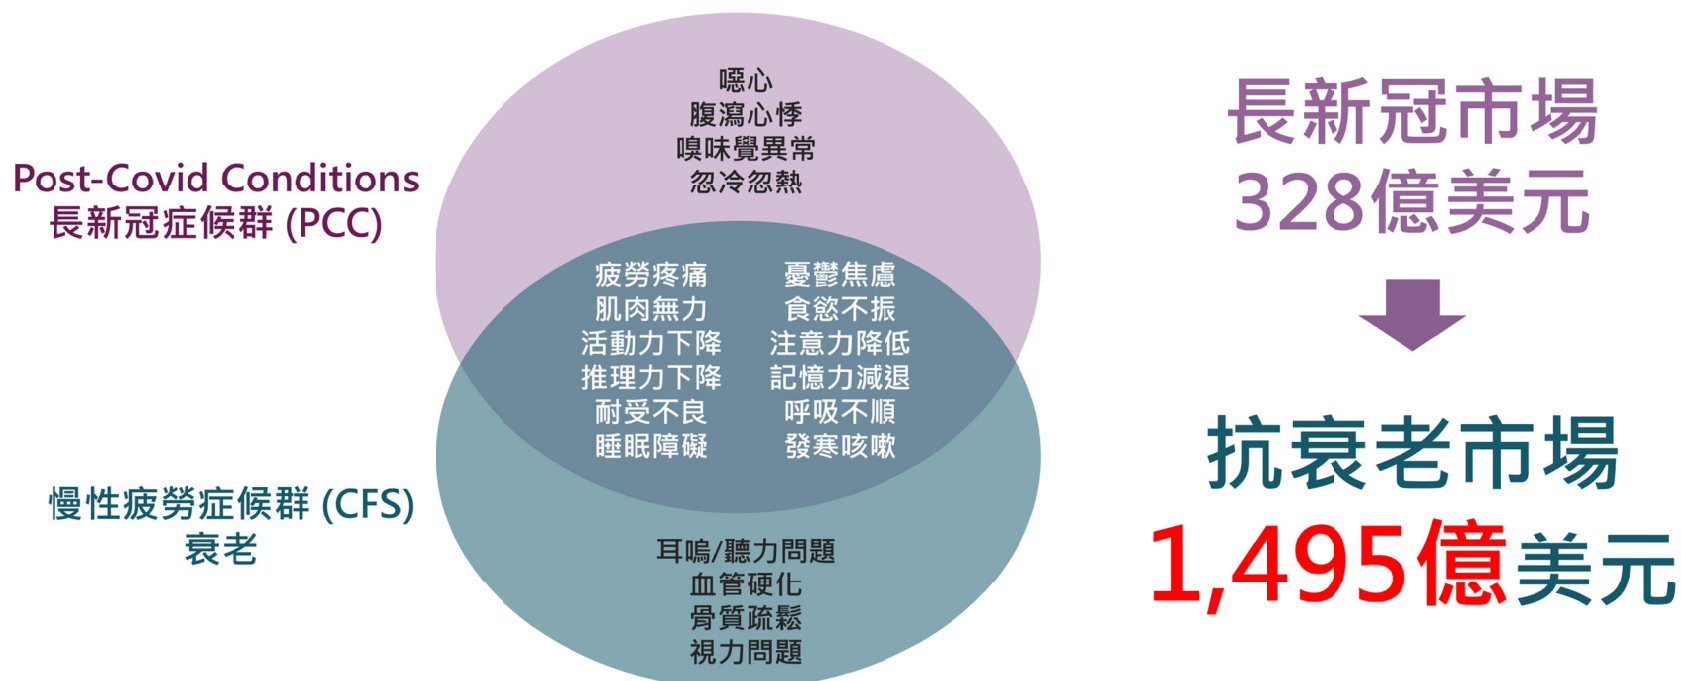 Post-Covid Conditions
長新冠症候群 (PCC)
慢性疲勞症候群 (CFS)
衰老
噁心
腹瀉心悸
嗅味覺異常
忽冷忽熱
疲勞疼痛 憂鬱焦慮
肌肉無力 食慾不振
活動力下降 注意力降低
推理力下降 記憶力減退
耐受不良 呼吸不順
睡眠障礙 發寒咳嗽
耳嗚/聽力問題
血管硬化
骨質疏鬆
視力問題
長新冠市場
328億美元
抗衰老市場
1,495億美元